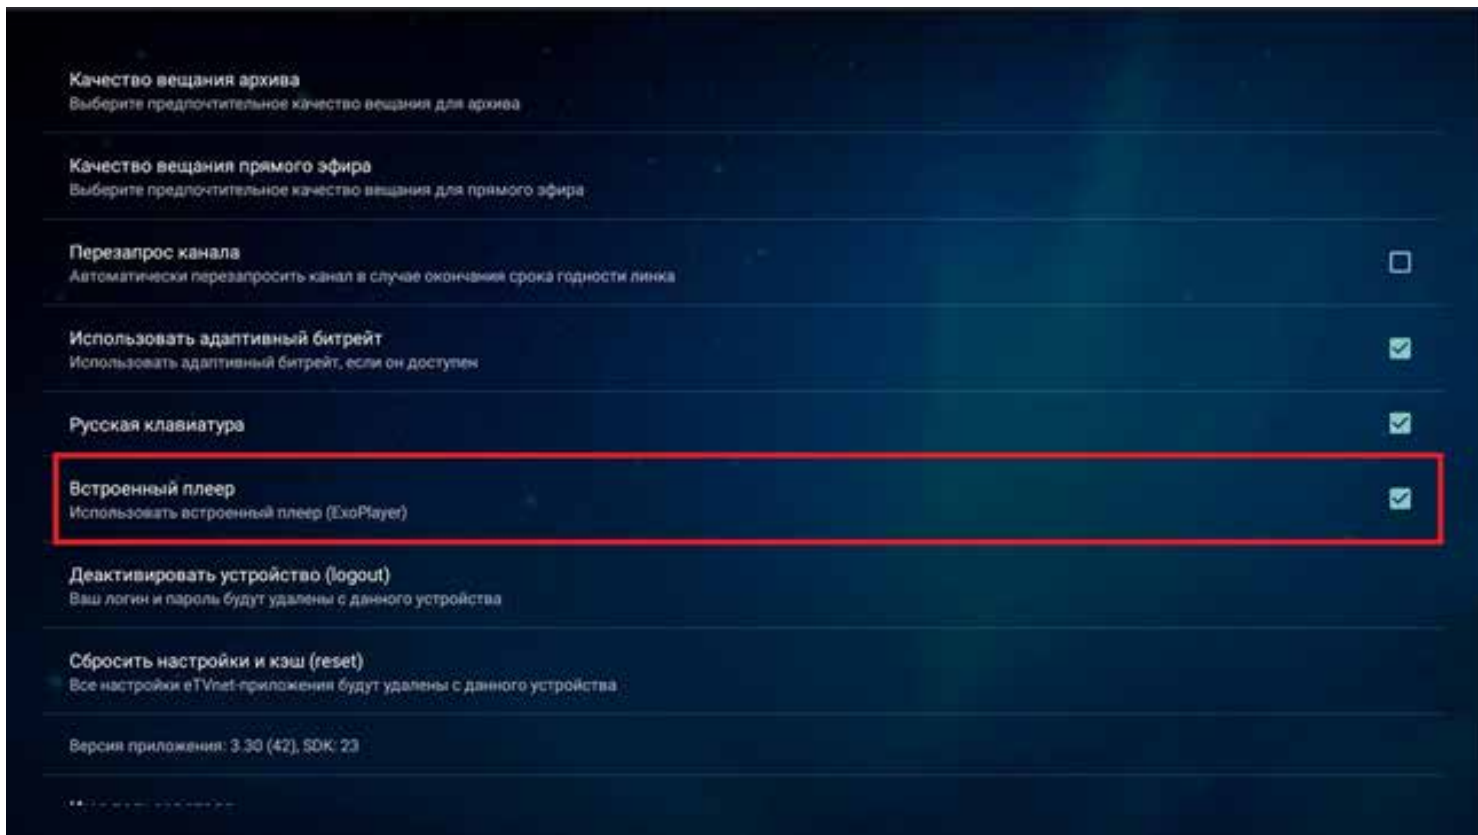 Качество вещания архива
Выберите предпочтительное качество вещания для архива
Качество вещания прямого эфира
Выберите предпочтительное качество вещания для прямого эфира
Перезапрос канала
Автоматически перезапросить канал в случае окончания срока годности линка
Использовать адаптивный битрейт
Использовать адаптивный битрейт, если он доступен
Русская клавиатура
Встроенный плеер
Использовать встроенный плеер (ExoPlayer)
Деактивировать устройство (logout)
Ваш логин и пароль будут удалены с данного устройства
Сбросить настройки и кэш (reset)
Все настройки eTVnet-приложения будут удалены с данного устройства
Версия приложения: 3.30 (42), SDK: 23